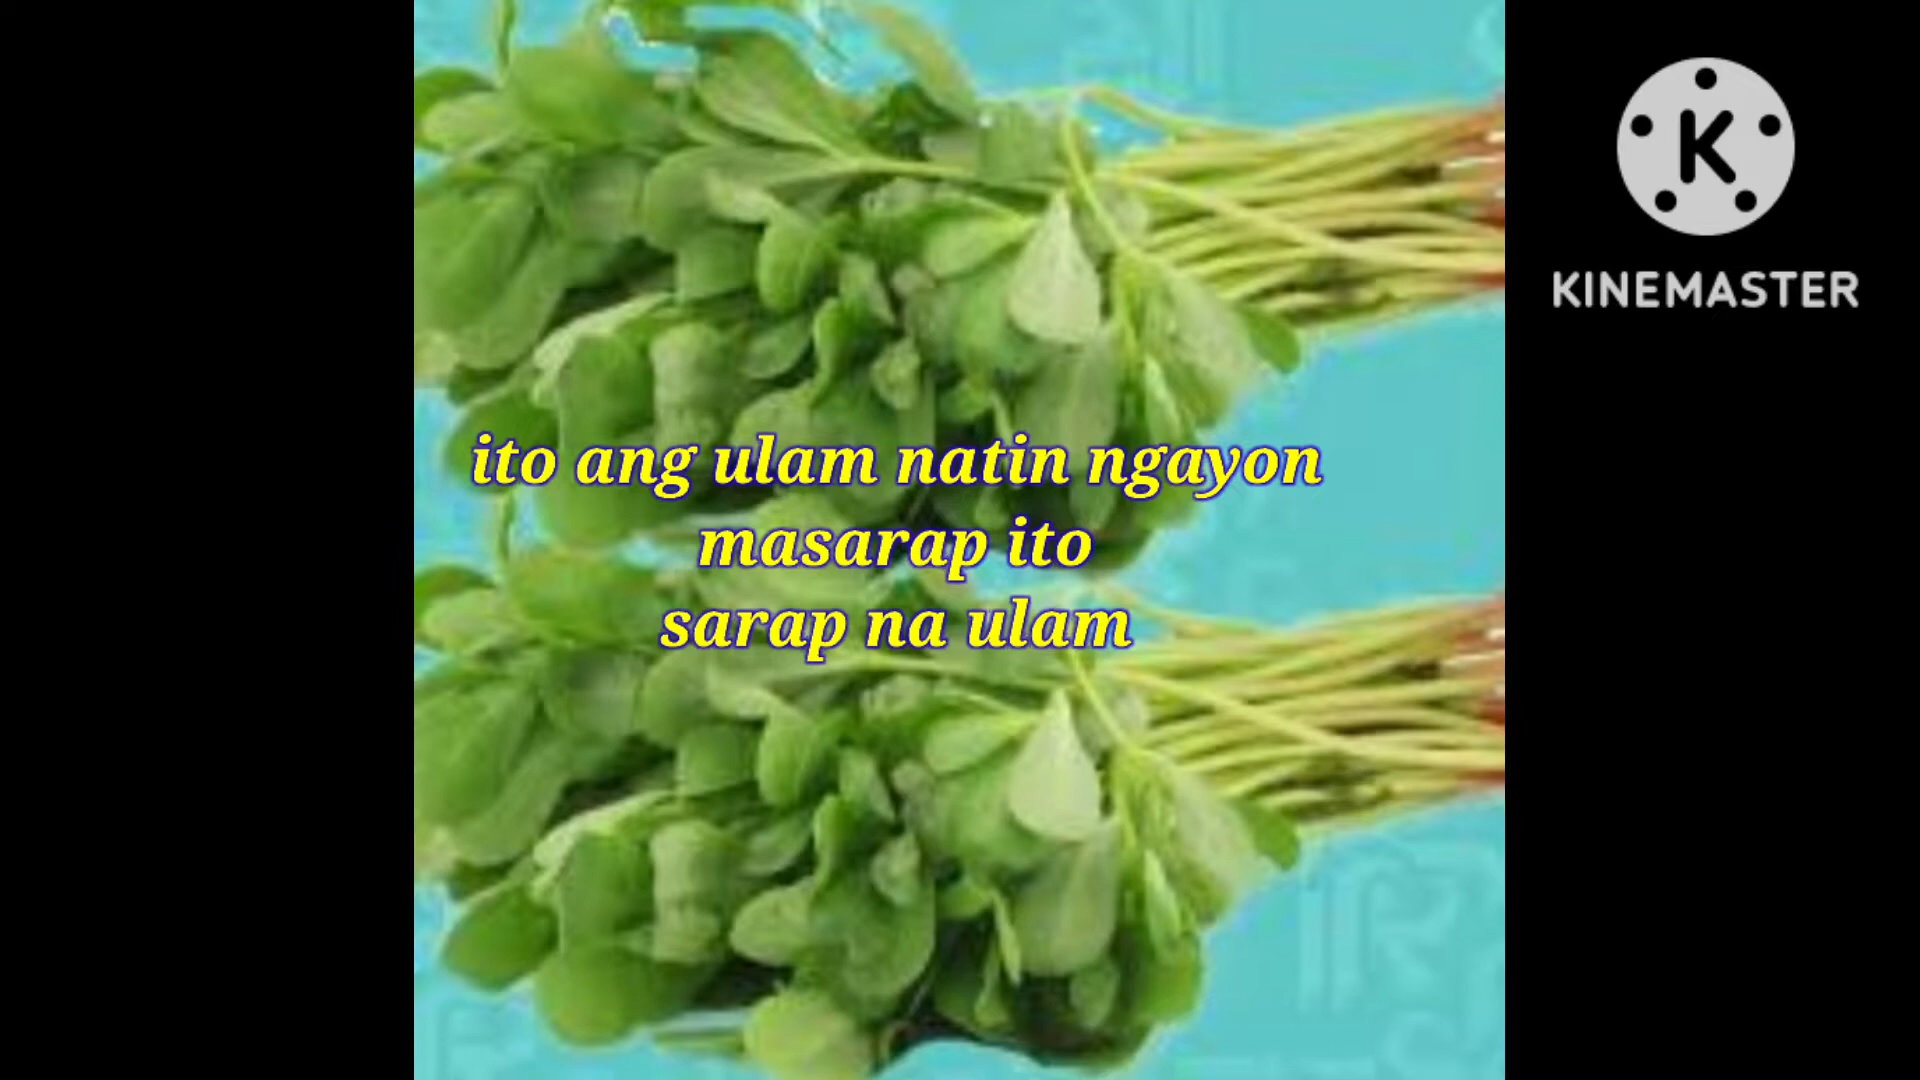 ito ang ulam natin ngayon
masarap ito
sarap na ulam
K
KINEMASTER